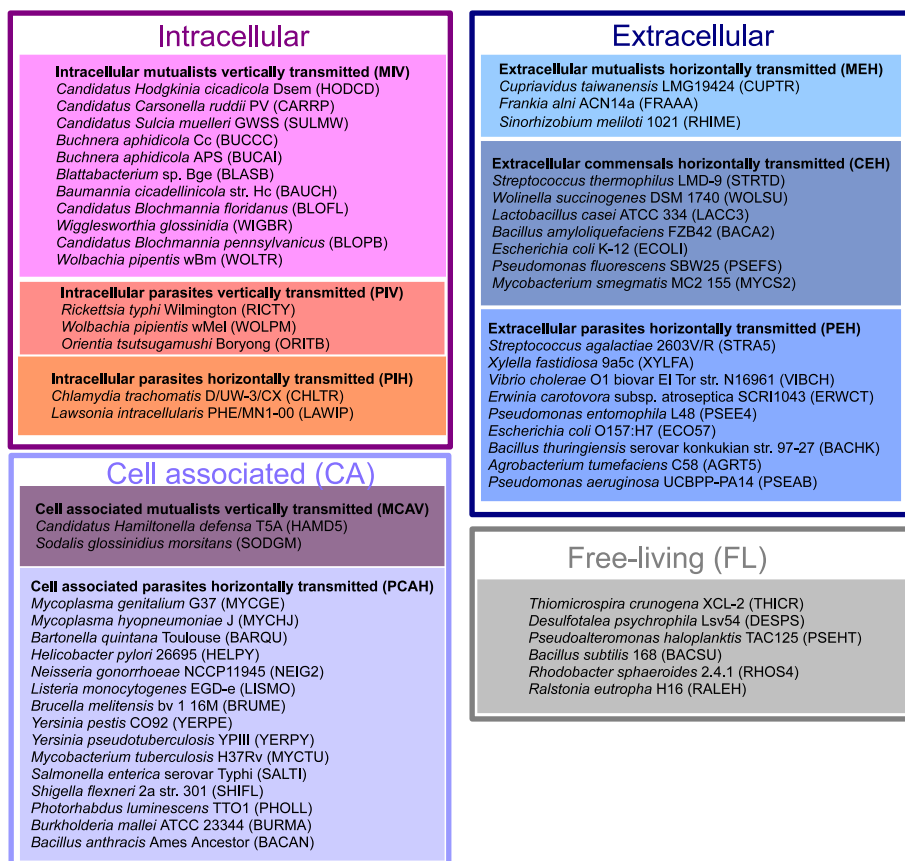 Intracellular
Intracellular mutualists vertically transmitted (MIV)
Candidatus Hodgkinia cicadicola Dsem (HODCD)
Candidatus Carsonella ruddii PV (CARRP)
Candidatus Sulcia muelleri GWSS (SULMW)
Buchnera aphidicola Cc (BUCCC)
Buchnera aphidicola APS (BUCAI)
Blattabacterium sp. Bge (BLASB)
Baumannia cicadellinicola str. Hc (BAUCH)
Candidatus Blochmannia floridanus (BLOFL)
Wigglesworthia glossinidia (WIGBR)
Candidatus Blochmannia pennsylvanicus (BLOPB)
Wolbachia pipentis wBm (WOLTR)
Intracellular parasites vertically transmitted (PIV)
Rickettsia typhi Wilmington (RICTY)
Wolbachia pipientis wMel (WOLPM)
Orientia tsutsugamushi Boryong (ORITB)
Intracellular parasites horizontally transmitted (PIH)
Chlamydia trachomatis D/UW-3/CX (CHLTR)
Lawsonia intracellularis PHE/MN1-00 (LAWIP)
Cell associated (CA)
Cell associated mutualists vertically transmitted (MCAV)
Candidatus Hamiltonella defensa T5A (HAMD5)
Sodalis glossinidius morsitans (SODGM)
Cell associated parasites horizontally transmitted (PCAH)
Mycoplasma genitalium G37 (MYCGE)
Mycoplasma hyopneumoniae J (MYCHJ)
Bartonella quintana Toulouse (BARQU)
Helicobacter pylori 26695 (HELPY)
Neisseria gonorrhoeae NCCP11945 (NEIG2)
Listeria monocytogenes EGD-e (LISMO)
Brucella melitensis bv 1 16M (BRUME)
Yersinia pestis CO92 (YERPE)
Yersinia pseudotuberculosis YPIII (YERPY)
Mycobacterium tuberculosis H37Rv (MYCTU)
Salmonella enterica serovar Typhi (SALTI)
Shigella flexneri 2a str. 301 (SHIFL)
Photorhabdus luminescens TTO1 (PHOLL)
Burkholderia mallei ATCC 23344 (BURMA)
Bacillus anthracis Ames Ancestor (BACAN)
Extracellular
Extracellular mutualists horizontally transmitted (MEH)
Cupriavidus taiwanensis LMG19424 (CUPTR)
Frankia alni ACN14a (FRAAA)
Sinorhizobium meliloti 1021 (RHIME)
Extracellular commensals horizontally transmitted (CEH)
Streptococcus thermophilus LMD-9 (STRTD)
Wolinella succinogenes DSM 1740 (WOLSU)
Lactobacillus casei ATCC 334 (LACC3)
Bacillus amyloliquefaciens FZB42 (BACA2)
Escherichia coli K-12 (ECOLI)
Pseudomonas fluorescens SBW25 (PSEFS)
Mycobacterium smegmatis MC2 155 (MYCS2)
Extracellular parasites horizontally transmitted (PEH)
Streptococcus agalactiae 2603V/R (STRA5)
Xylella fastidiosa 9a5c (XYLFA)
Vibrio cholerae O1 biovar El Tor str. N16961 (VIBCH)
Erwinia carotovora subsp. atroseptica SCRI1043 (ERWCT)
Pseudomonas entomophila L48 (PSEE4)
Escherichia coli O157:H7 (ECO57)
Bacillus thuringiensis serovar konkukian str. 97-27 (BACHK)
Agrobacterium tumefaciens C58 (AGRT5)
Pseudomonas aeruginosa UCBPP-PA14 (PSEAB)
Free-living (FL)
Thiomicrospira crunogena XCL-2 (THICR)
Desulfotalea psychrophila Lsv54 (DESPS)
Pseudoalteromonas haloplanktis TAC125 (PSEHT)
Bacillus subtilis 168 (BACSU)
Rhodobacter sphaeroides 2.4.1 (RHOS4)
Ralstonia eutropha H16 (RALEH)